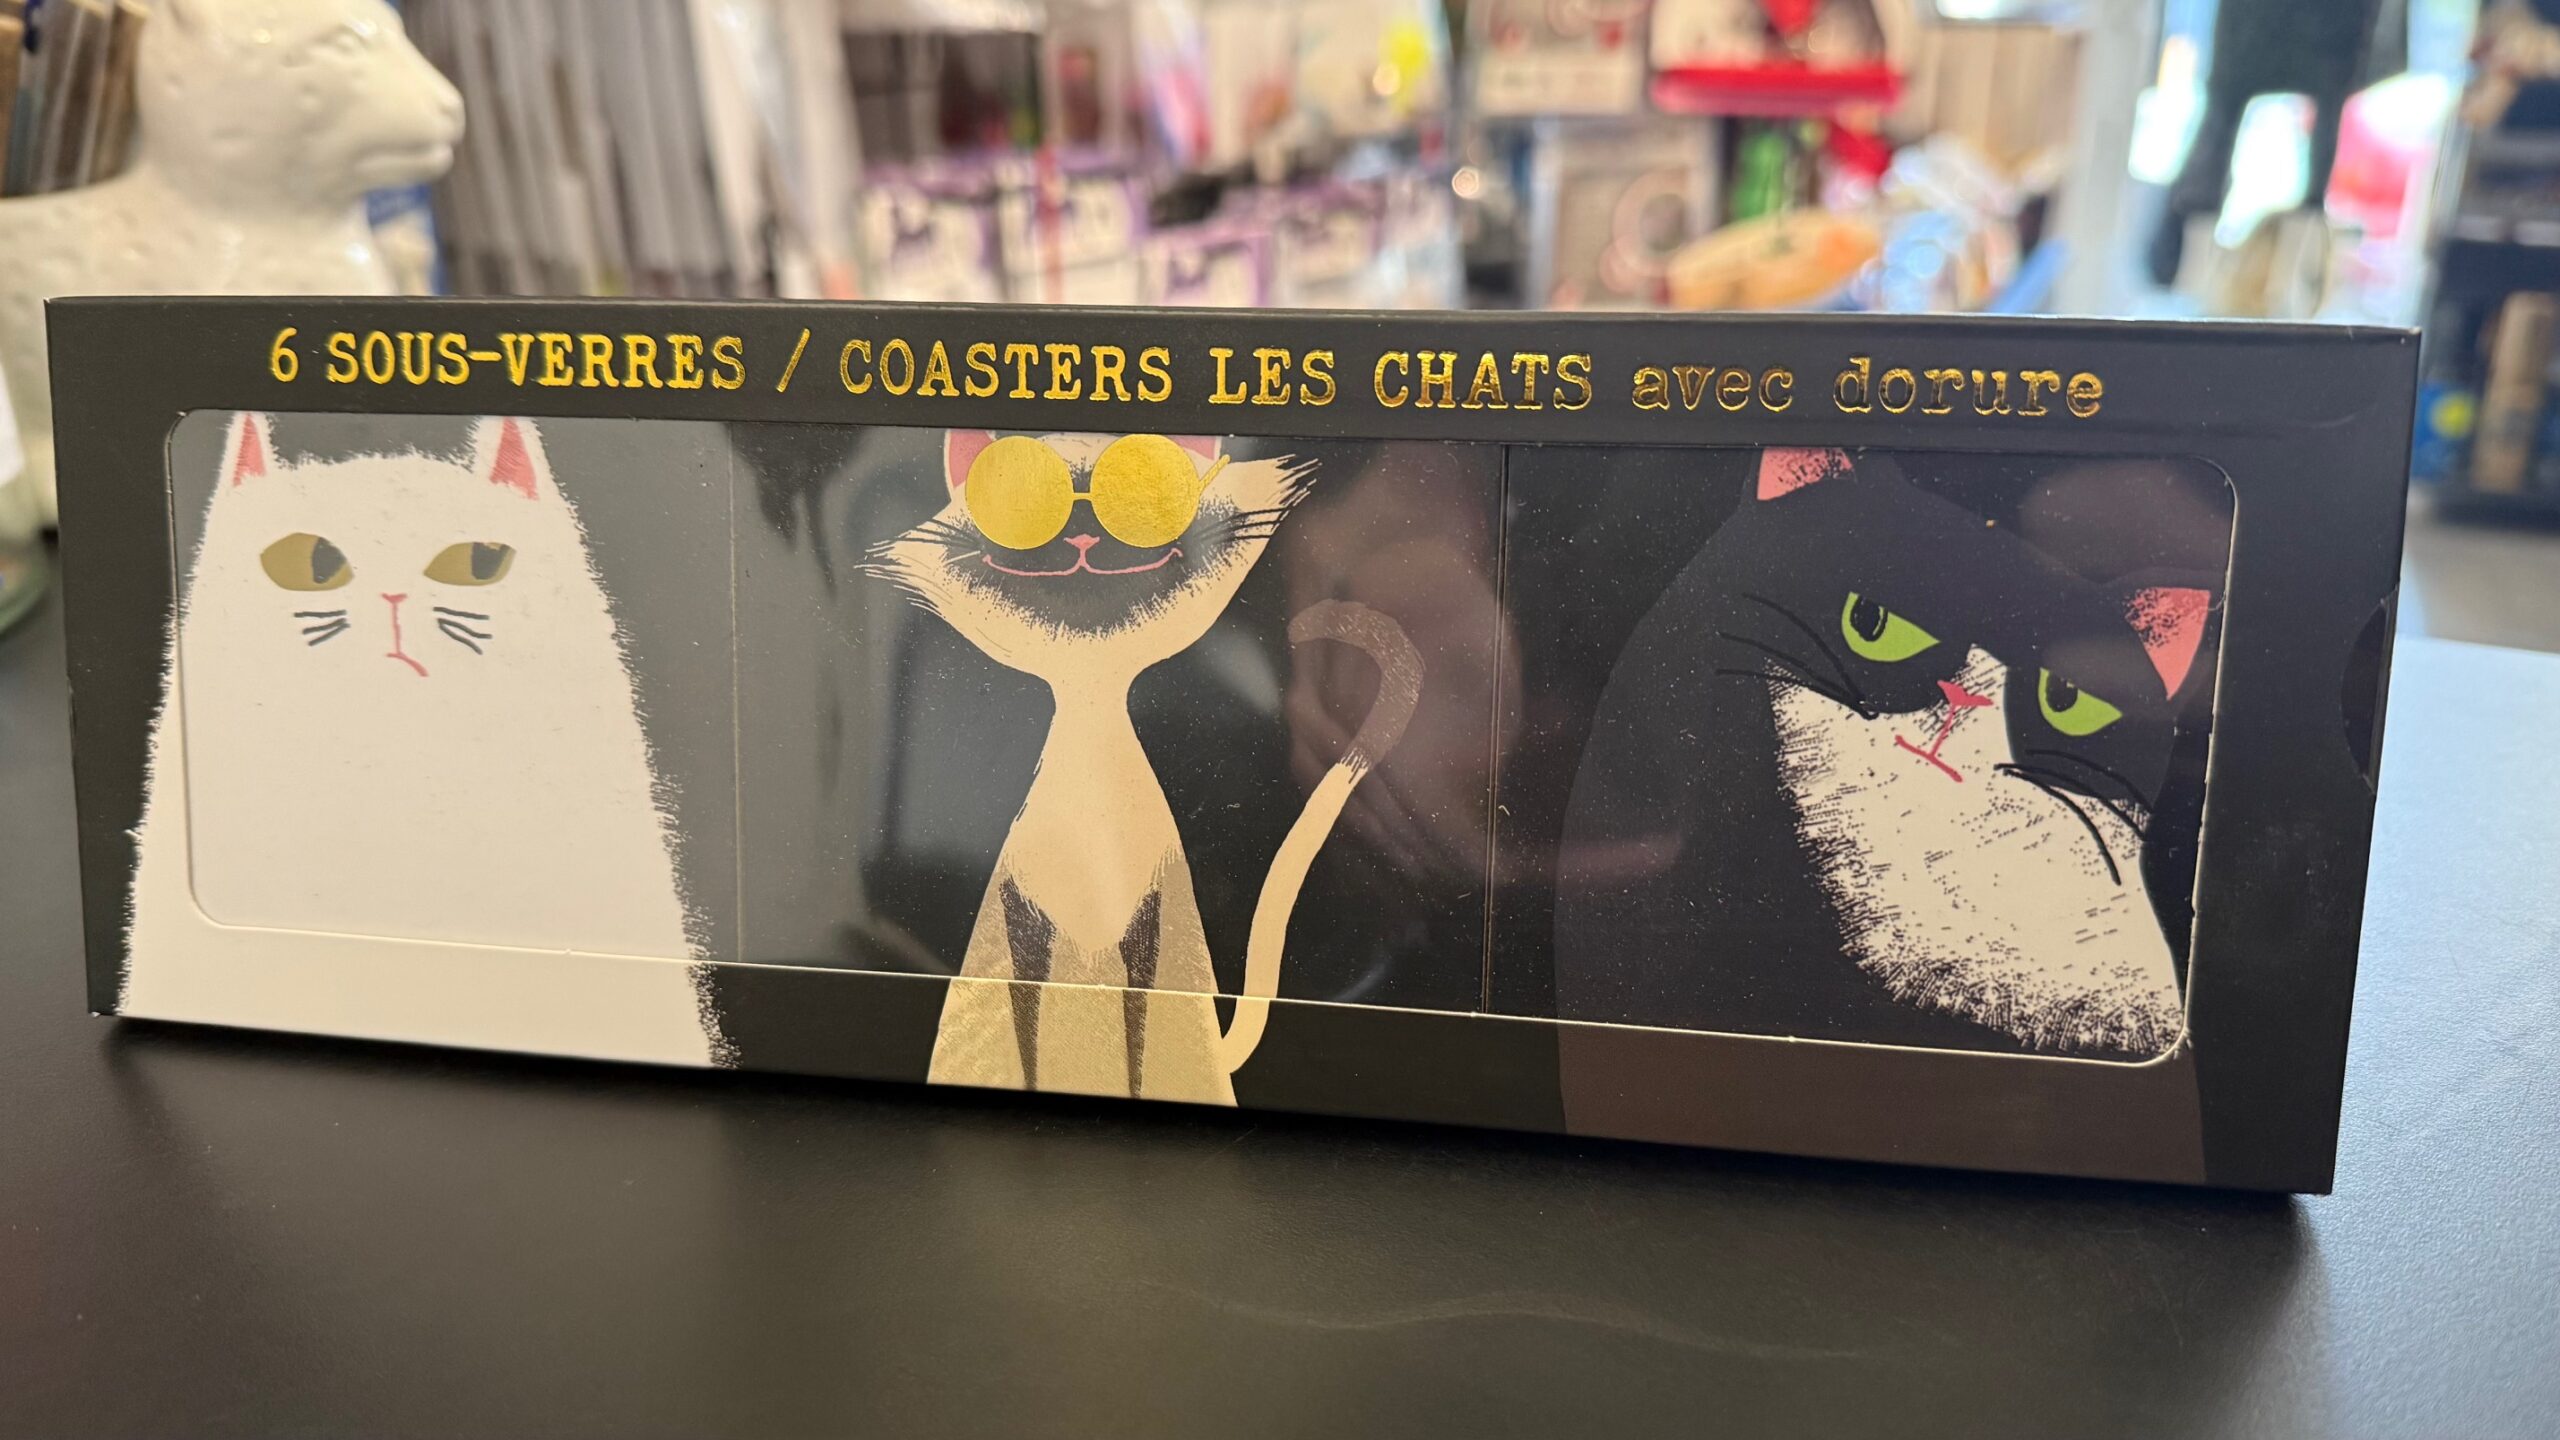 6 SOUS-VERRES / COASTERS LES CHATS avec dorure